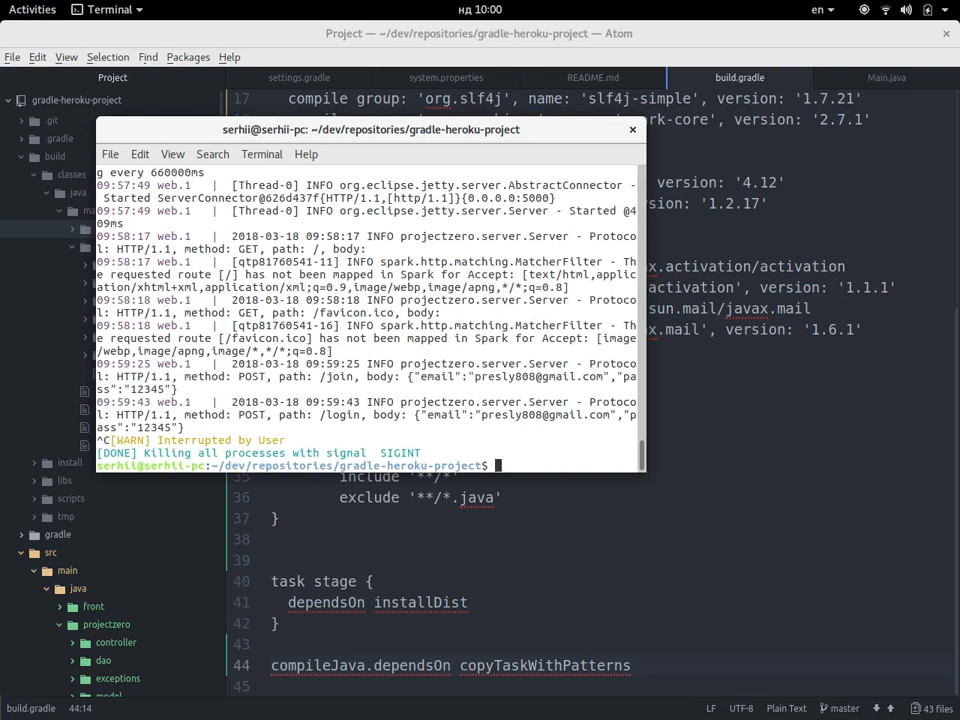 Activities
Terminal
нд 10:00
en
Project — ~/dev/repositories/gradle-heroku-project — Atom
File Edit View Selection Find Packages Help
Project
settings.gradle
system.properties
README.md
build.gradle
Main.java
gradle-heroku-project
.git
.gradle
build
classes
java
install
libs
scripts
tmp
gradle
src
main
java
front
projectzero
controller
dao
exceptions
model
17 compile group: 'org.slf4j', name: 'slf4j-simple', version: '1.7.21'
rk-core', version: '2.7.1'
version: '4.12'
rsion: '1.2.17'
x.activation/activation
activation', version: '1.1.1'
sun.mail/javax.mail
x.mail', version: '1.6.1'
serhii@serhii-pc: ~/dev/repositories/gradle-heroku-project
File Edit View Search Terminal Help
g every 660000ms
09:57:49 web.1 | [Thread-0] INFO org.eclipse.jetty.server.AbstractConnector -
Started ServerConnector@626d437f{HTTP/1.1,[http/1.1]}{0.0.0.0:5000}
09:57:49 web.1 | [Thread-0] INFO org.eclipse.jetty.server.Server - Started @4
09ms
09:58:17 web.1 | 2018-03-18 09:58:17 INFO projectzero.server.Server - Protoco
l: HTTP/1.1, method: GET, path: /, body:
09:58:17 web.1 | [qtp81760541-11] INFO spark.http.matching.MatcherFilter - Th
e requested route [/] has not been mapped in Spark for Accept: [text/html,applic
ation/xhtml+xml,application/xml;q=0.9,image/webp,image/apng,*/*;q=0.8]
09:58:18 web.1 | 2018-03-18 09:58:18 INFO projectzero.server.Server - Protoco
l: HTTP/1.1, method: GET, path: /favicon.ico, body:
09:58:18 web.1 | [qtp81760541-16] INFO spark.http.matching.MatcherFilter - Th
e requested route [/favicon.ico] has not been mapped in Spark for Accept: [image
/webp,image/apng,image/*,*/*;q=0.8]
09:59:25 web.1 | 2018-03-18 09:59:25 INFO projectzero.server.Server - Protoco
l: HTTP/1.1, method: POST, path: /join, body: {"email":"presly808@gmail.com","pa
ss":"12345"}
09:59:43 web.1 | 2018-03-18 09:59:43 INFO projectzero.server.Server - Protoco
l: HTTP/1.1, method: POST, path: /login, body: {"email":"presly808@gmail.com","p
ass":"12345"}
^C[WARN] Interrupted by User
[DONE] Killing all processes with signal  SIGINT
serhii@serhii-pc:~/dev/repositories/gradle-heroku-project$
35 include '**/*'
36 exclude '**/*.java'
37 }
38
39
40 task stage {
41 dependsOn installDist
42 }
43
44 compileJava.dependsOn copyTaskWithPatterns
45
build.gradle 44:14
LF UTF-8 Plain Text master 43 files